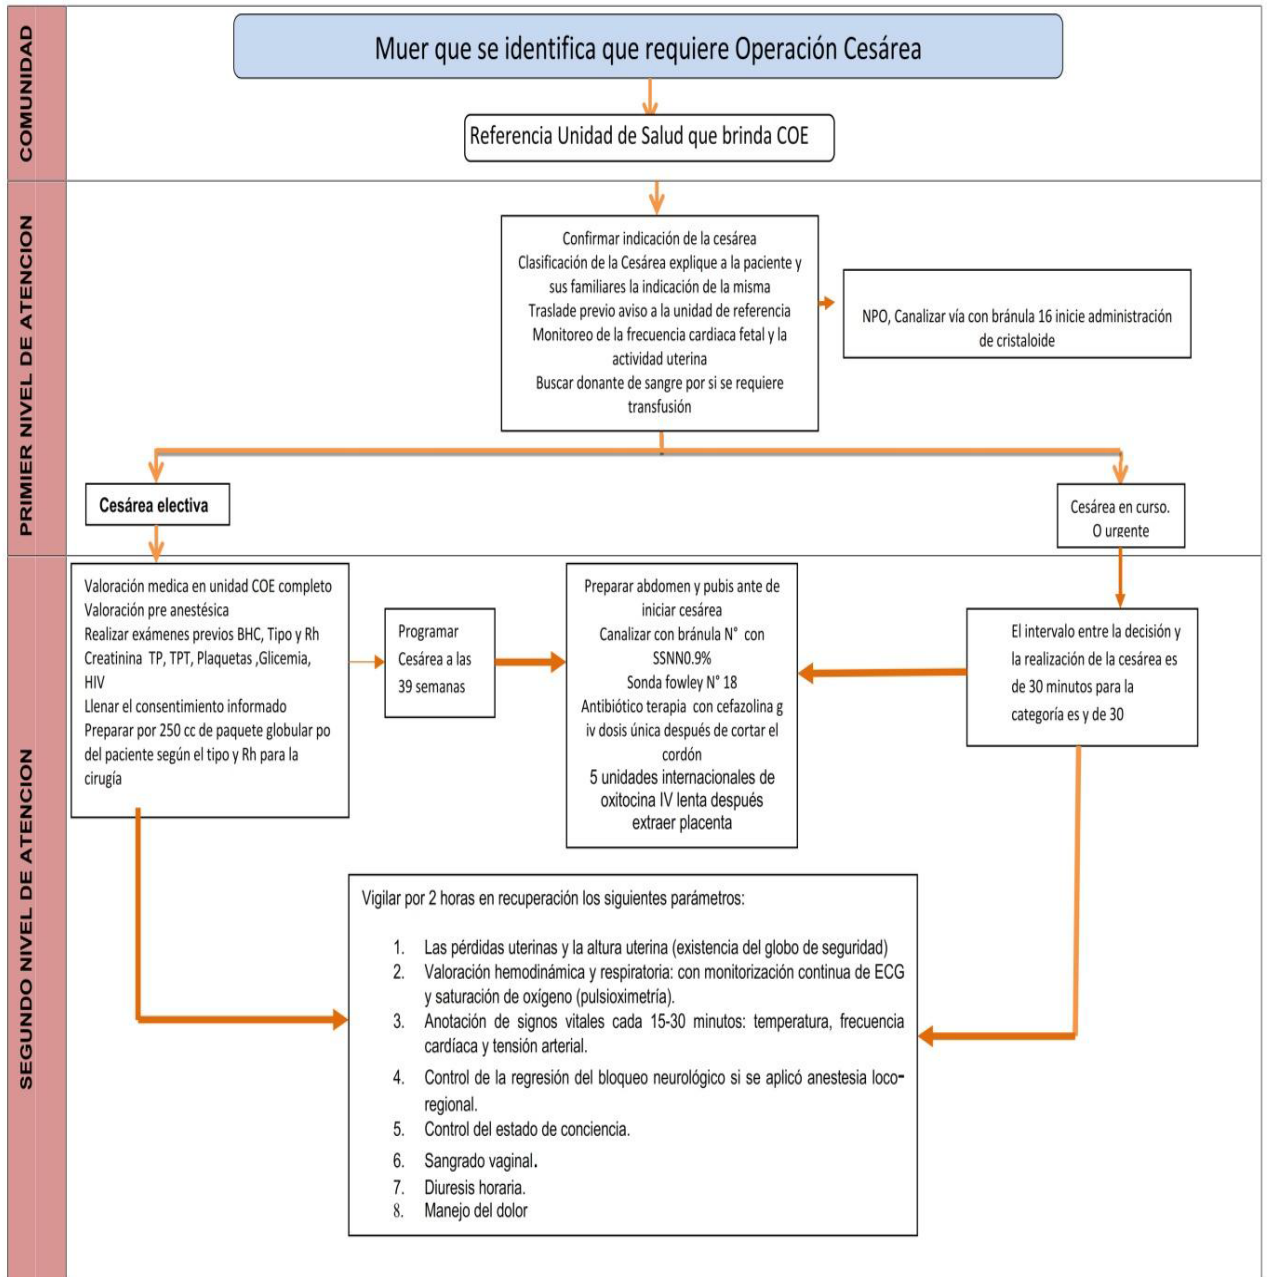 COMUNIDAD
Muer que se identifica que requiere Operación Cesárea
Referencia Unidad de Salud que brinda COE
PRIMIER NIVEL DE ATENCION
Confirmar indicación de la cesárea
Clasificación de la Cesárea explique a la paciente y
sus familiares la indicación de la misma
Traslade previo aviso a la unidad de referencia
Monitoreo de la frecuencia cardiaca fetal y la
actividad uterina
Buscar donante de sangre por si se requiere
transfusión
NPO, Canalizar vía con bránula 16 inicie administración
de cristaloide
Cesárea electiva
Cesárea en curso.
O urgente
SEGUNDO NIVEL DE ATENCION
Valoración medica en unidad COE completo
Valoración pre anestésica
Realizar exámenes previos BHC, Tipo y Rh
Creatinina TP, TPT, Plaquetas ,Glicemia,
HIV
Llenar el consentimiento informado
Preparar por 250 cc de paquete globular po
del paciente según el tipo y Rh para la
cirugía
Programar
Cesárea a las
39 semanas
Preparar abdomen y pubis ante de
iniciar cesárea
Canalizar con bránula N° con
SSNN0.9%
Sonda fowley N° 18
Antibiótico terapia con cefazolina g
iv dosis única después de cortar el
cordón
5 unidades internacionales de
oxitocina IV lenta después
extraer placenta
El intervalo entre la decisión y
la realización de la cesárea es
de 30 minutos para la
categoría es y de 30
Vigilar por 2 horas en recuperación los siguientes parámetros:
1. Las pérdidas uterinas y la altura uterina (existencia del globo de seguridad)
2. Valoración hemodinámica y respiratoria: con monitorización continua de ECG
y saturación de oxígeno (pulsioximetría).
3. Anotación de signos vitales cada 15-30 minutos: temperatura, frecuencia
cardíaca y tensión arterial.
4. Control de la regresión del bloqueo neurológico si se aplicó anestesia loco-
regional.
5. Control del estado de conciencia.
6. Sangrado vaginal.
7. Diuresis horaria.
8. Manejo del dolor